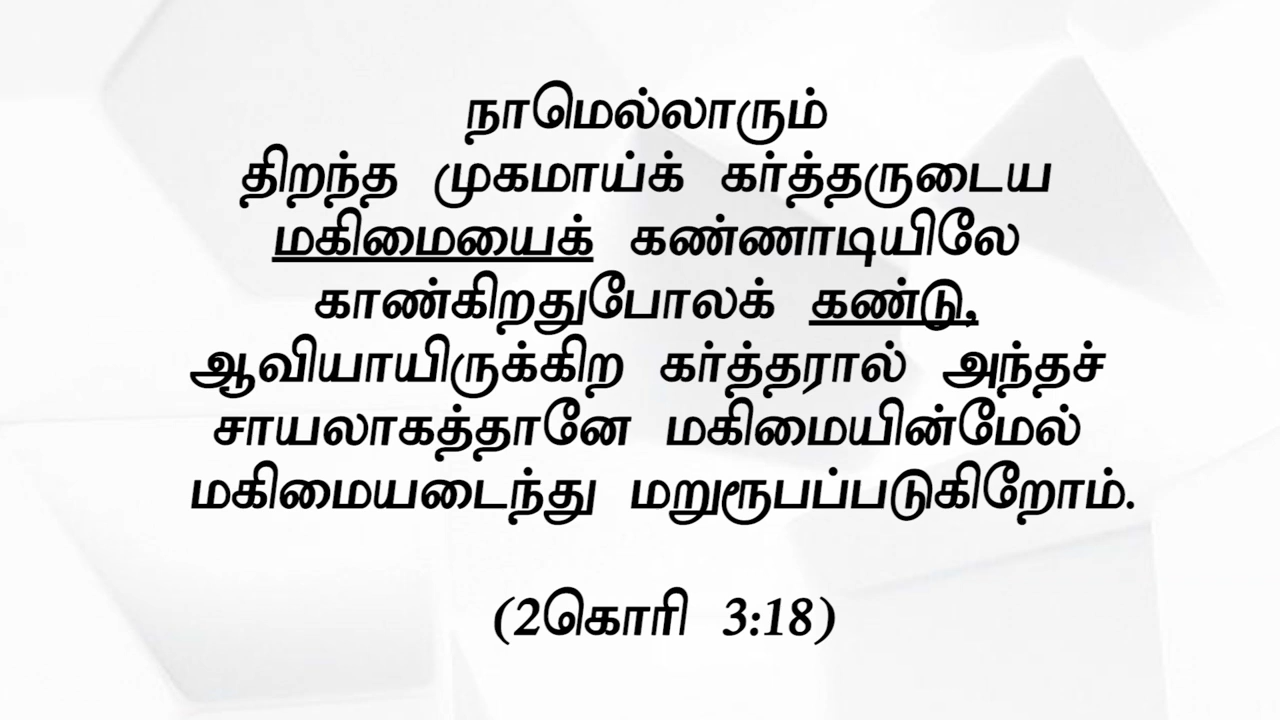 நாமெல்லாரும்
திறந்த முகமாய்க் கர்த்தருடைய
மகிமையைக் கண்ணாடியிலே
காண்கிறதுபோலக் கண்டு,
ஆவியாயிருக்கிற கர்த்தரால் அந்தச்
சாயலாகத்தானே மகிமையின்மேல்
மகிமையடைந்து மறுரூபப்படுகிறோம்.
(2கொரி 3:18)